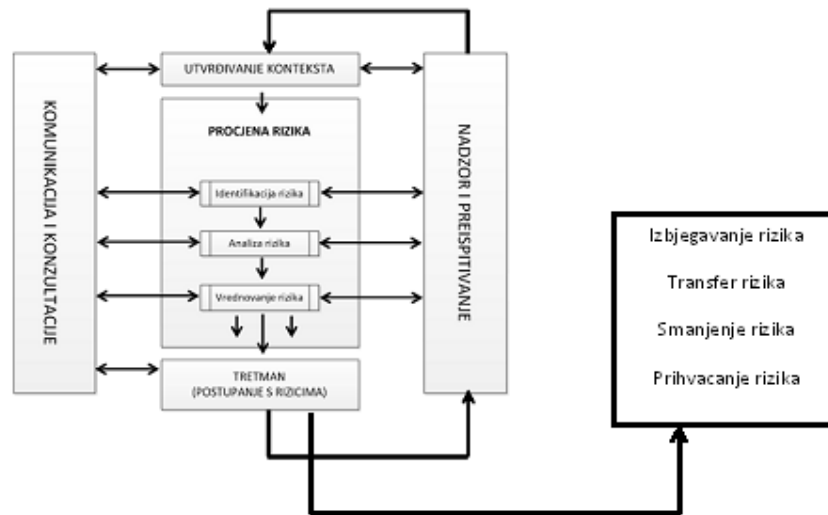 UTVRĐIVANJE KONTEKSTA
KOMUNIKACIJA I KONZULTACIJE
PROCJENA RIZIKA
Identifikacija rizika
Analiza rizika
Vrednovanje rizika
TRETMAN
(POSTUPANJE S RIZICIMA)
NADZOR I PREISPITIVANJE
Izbjegavanje rizika
Transfer rizika
Smanjenje rizika
Prihvacanje rizika